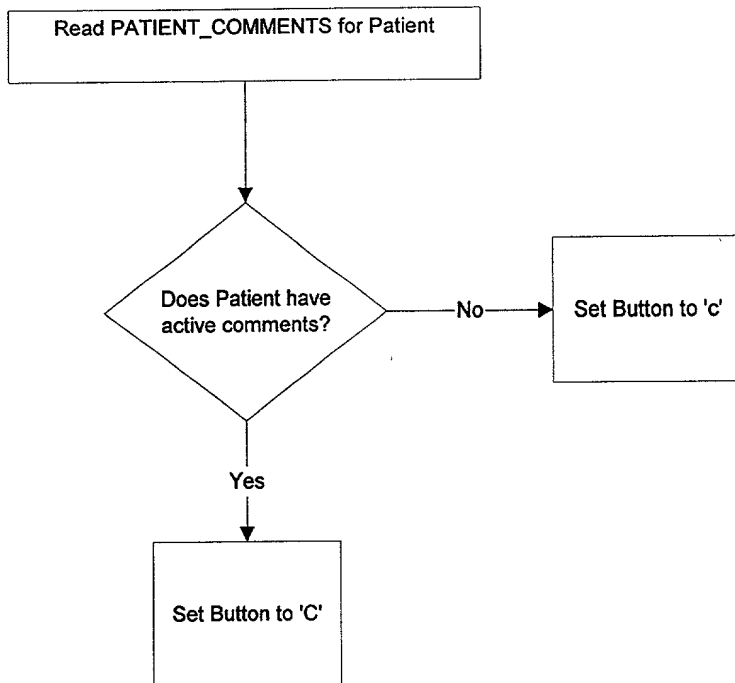 Read PATIENT_COMMENTS for Patient
Does Patient have
active comments?
No
Set Button to 'c'
Yes
Set Button to 'C'